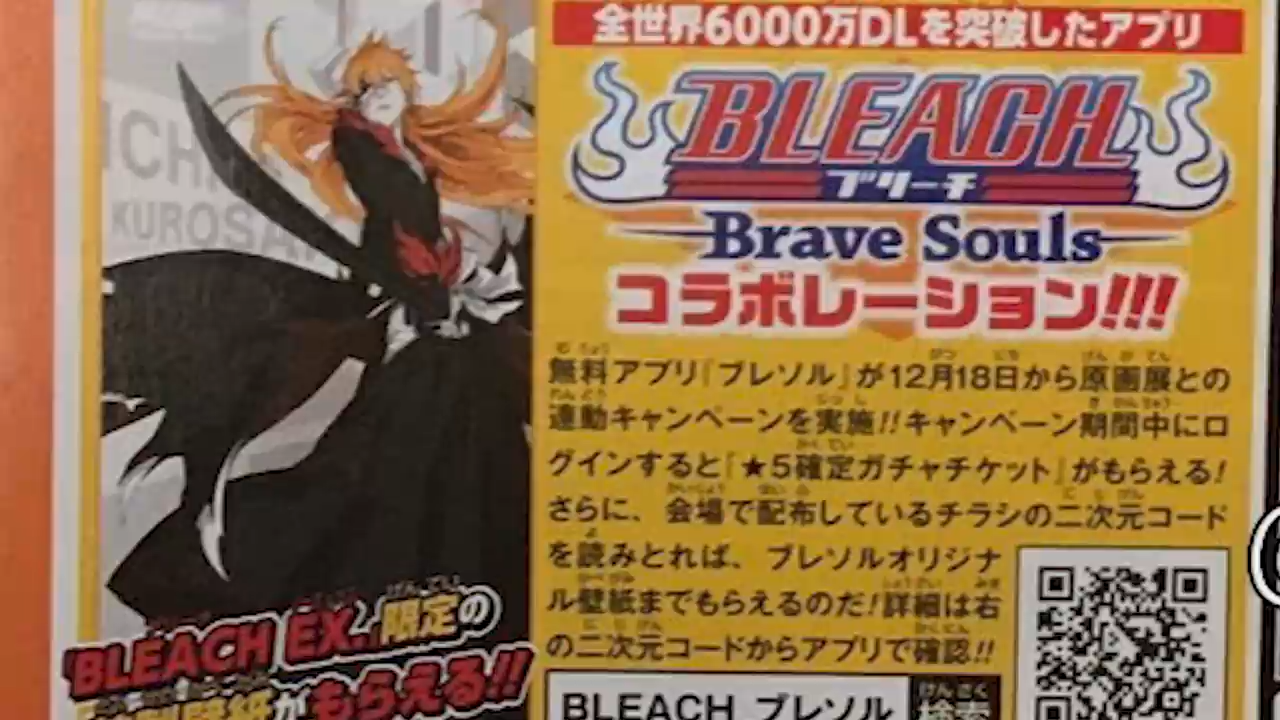 全世界6000万DLを突破したアプリ
BLEACH
ブリーチ
Brave Souls
コラボレーション!!!
無料アプリ『ブレソル』が12月18日から原画展との
連動キャンペーンを実施!!キャンペーン期間中にロ
グインすると『★5確定ガチャチケット』がもらえる!
さらに、会場で配布しているチラシの二次元コード
を読みとれば、ブレソルオリジナ
ル壁紙までもらえるのだ!詳細は右
の二次元コードからアプリで確認!!
BLEACH ブレソル
検索
KUROSA
BLEACH EX.限定の
壁紙がもらえる!!